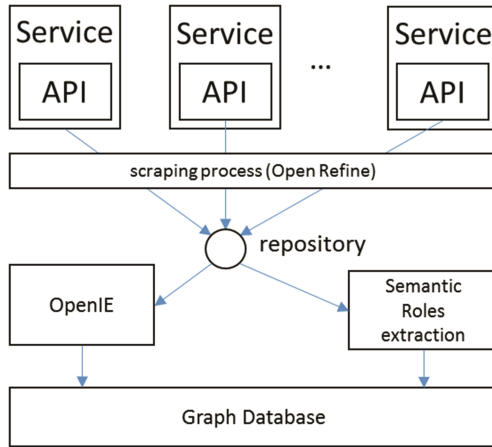 Service
API
Service
API
...
Service
API
scraping process (Open Refine)
repository
OpenIE
Semantic
Roles
extraction
Graph Database